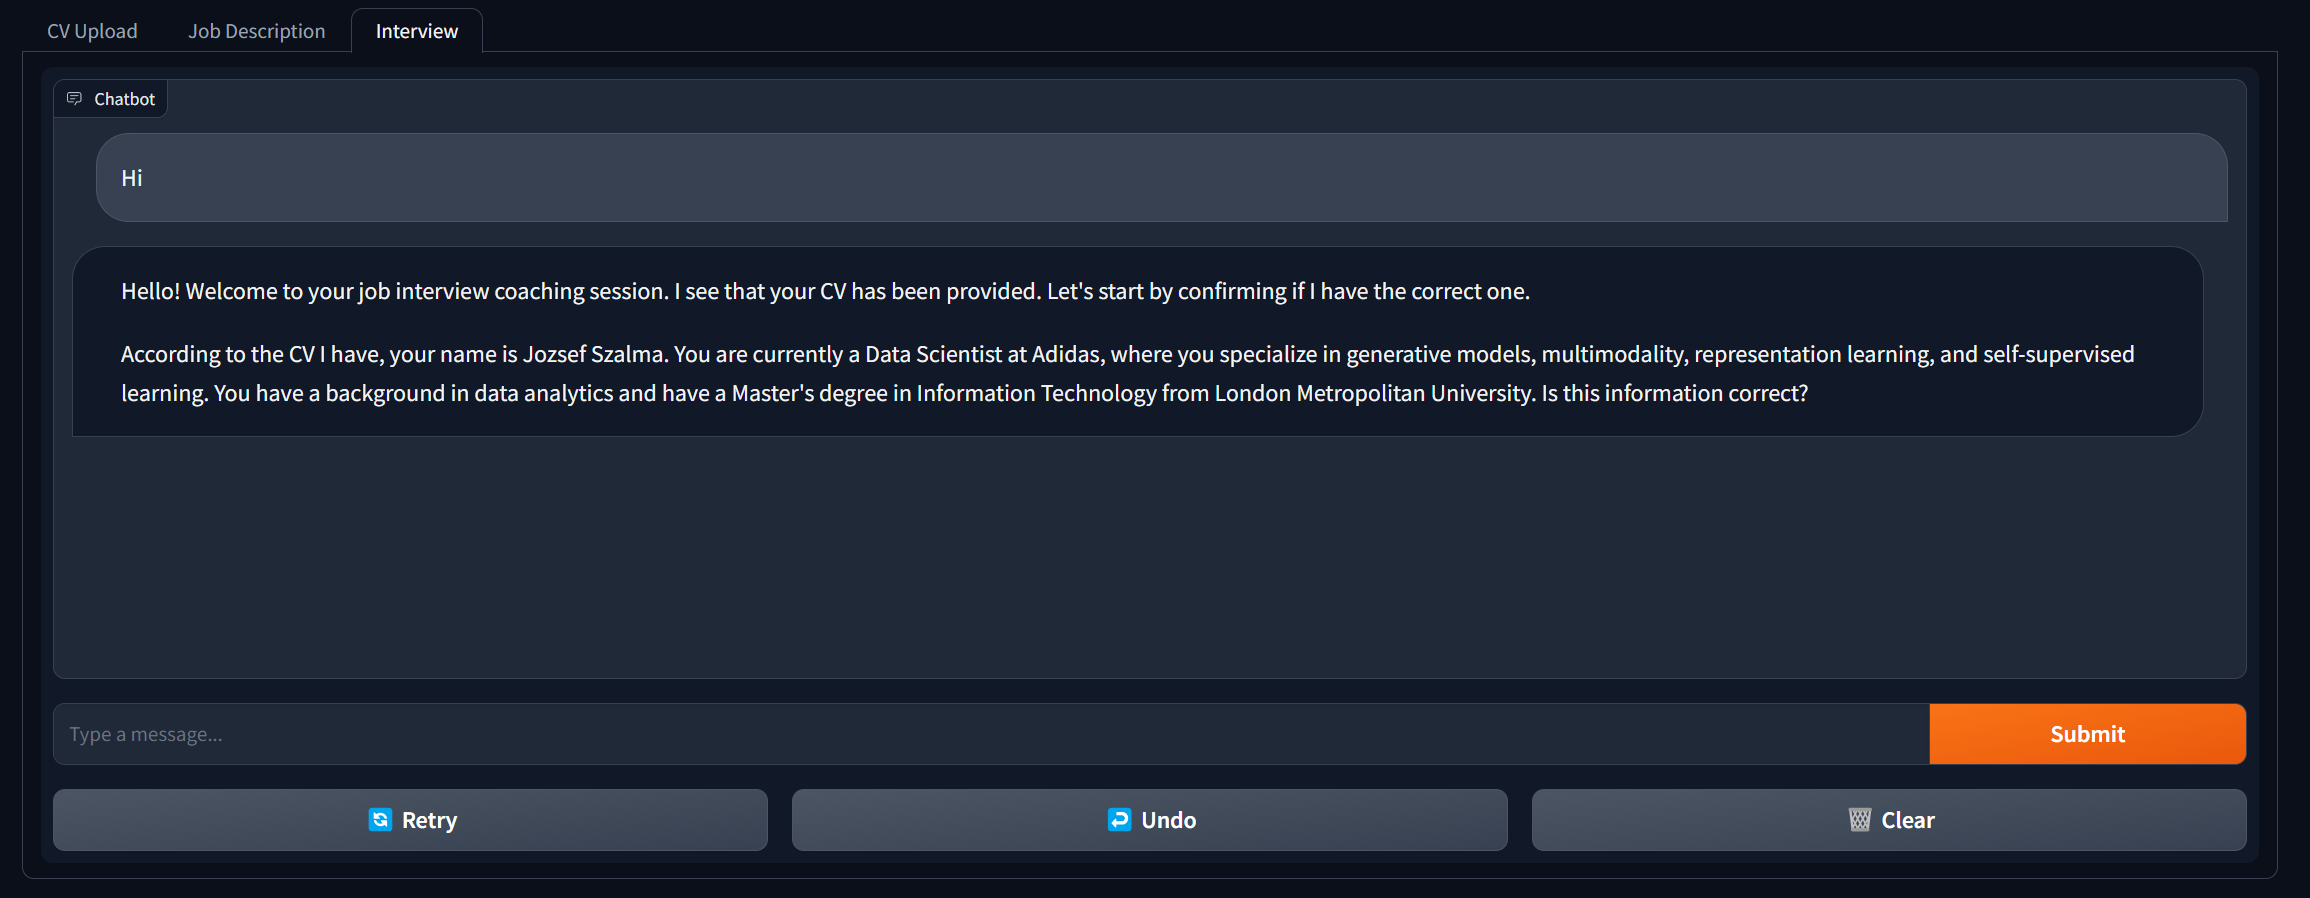 CV Upload
Job Description
Interview
Chatbot
Hi
Hello! Welcome to your job interview coaching session. I see that your CV has been provided. Let's start by confirming if I have the correct one.
According to the CV I have, your name is Jozsef Szalma. You are currently a Data Scientist at Adidas, where you specialize in generative models, multimodality, representation learning, and self-supervised
learning. You have a background in data analytics and have a Master's degree in Information Technology from London Metropolitan University. Is this information correct?
Type a message...
Submit
Retry
Undo
Clear